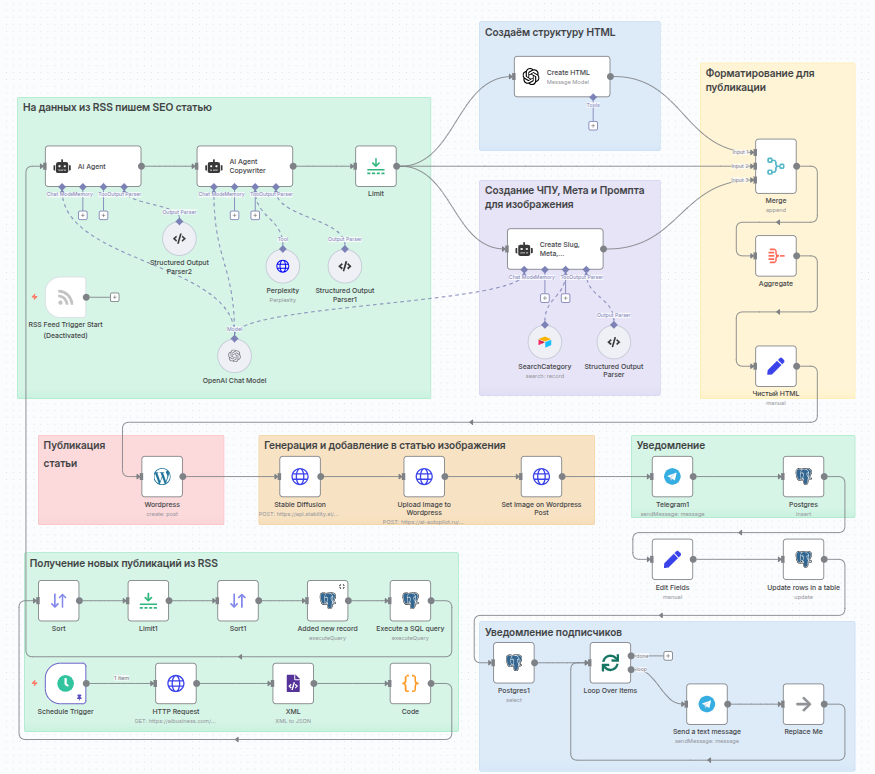 Создаём структуру HTML
Create HTML
Message Model
Tools
Форматирование для
публикации
На данных из RSS пишем SEO статью
AI Agent
Chat Model
Memory
Tool
Output Parser
AI Agent
Copywriter
Chat Model
Memory
Tool
Output Parser
Limit
Input 1
Input 2
Input 3
Merge
append
Создание ЧПУ, Мета и Промпта
для изображения
Create Slug,
Meta,...
Chat Model
Memory
Tool
Output Parser
Output Parser
Structured Output
Parser2
Tool
Perplexity
Perplexity
Output Parser
Structured Output
Parser1
Aggregate
RSS Feed Trigger Start
(Deactivated)
Model
OpenAI Chat Model
SearchCategory
search: record
Output Parser
Structured Output
Parser
Чистый HTML
manual
Публикация
статьи
Wordpress
create: post
Генерация и добавление в статью изображения
Stable Diffusion
POST: https://api.stability.ai/...
Upload Image to
Wordpress
POST: https://ai-autopilot.ru/...
Set Image on Wordpress
Post
Уведомление
Telegram1
sendMessage: message
Postgres
insert
Edit Fields
manual
Update rows in a table
update
Получение новых публикаций из RSS
Sort
Limit1
Sort1
Added new record
executeQuery
Execute a SQL query
executeQuery
Schedule Trigger
1 item
HTTP Request
GET: https://aibusiness.com/...
XML
XML to JSON
Code
Уведомление подписчиков
Postgres1
select
Loop Over Items
done
loop
Send a text message
sendMessage: message
Replace Me